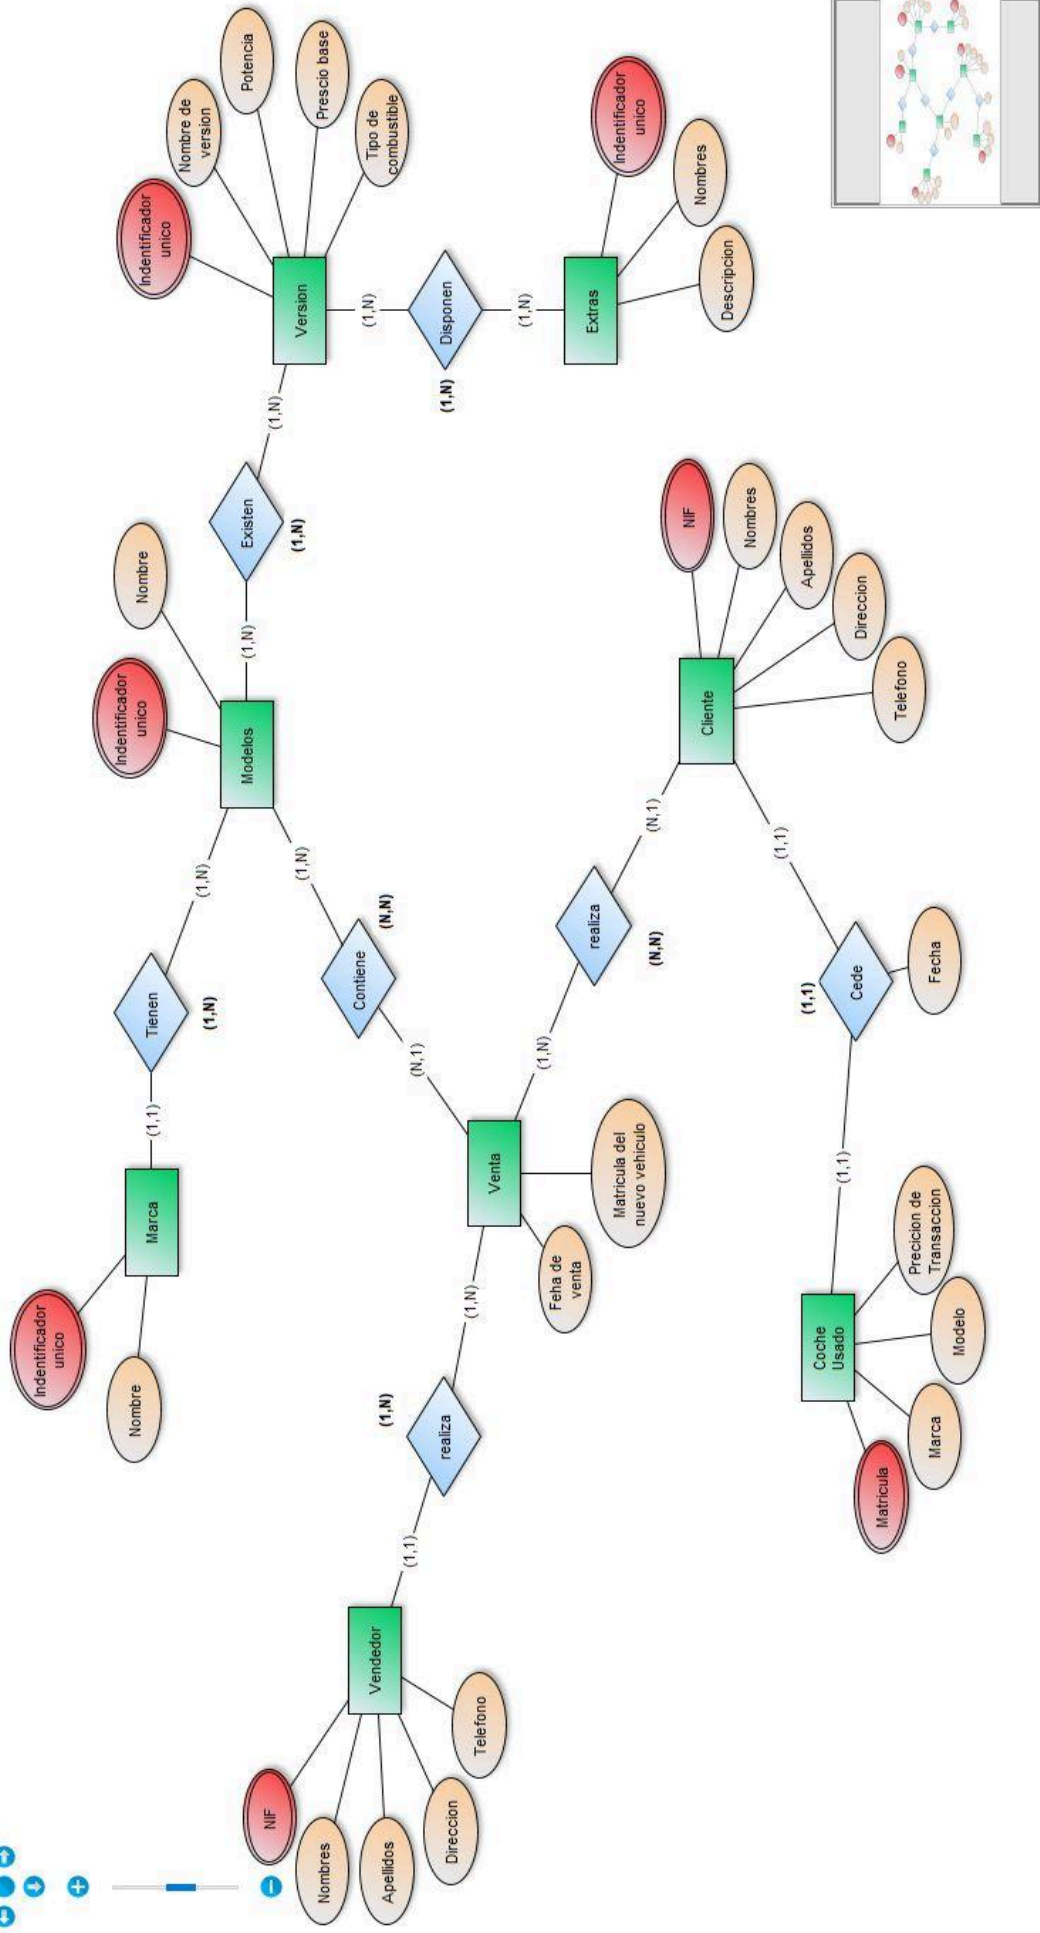 Indentificador
unico
Nombre
Marca
(1,1)
Tienen
(1,N)
(1,N)
Indentificador
unico
Nombre
Modelos
(1,N)
Existen
(1,N)
(1,N)
Indentificador
unico
Nombre de
version
Potencia
Prescio base
Tipo de
combustible
Version
(1,N)
Disponen
(1,N)
(1,N)
Extras
Indentificador
unico
Nombres
Descripcion
(1,N)
Contiene
(N,N)
(N,1)
NIF
Nombres
Apellidos
Direccion
Telefono
Vendedor
(1,1)
realiza
(1,N)
(1,N)
Venta
Feha de
venta
Matricula del
nuevo vehiculo
(1,N)
realiza
(N,N)
(N,1)
Cliente
NIF
Nombres
Apellidos
Direccion
Telefono
(1,1)
Cede
(1,1)
Fecha
(1,1)
Coche
Usado
Matricula
Marca
Modelo
Precicion de
Transaccion